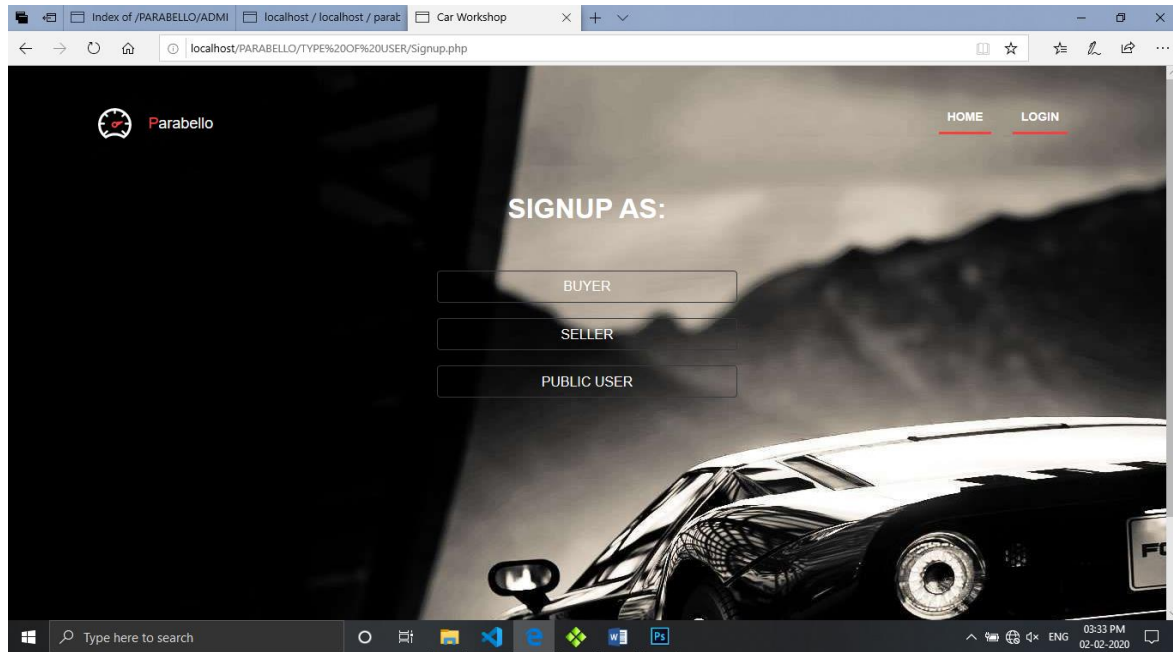 Index of /PARABELLO/ADMI
localhost / localhost / parab
Car Workshop
localhost/PARABELLO/TYPE%20OF%20USER/Signup.php
Parabello
HOME
LOGIN
SIGNUP AS:
BUYER
SELLER
PUBLIC USER
Type here to search
ENG
03:33 PM
02-02-2020